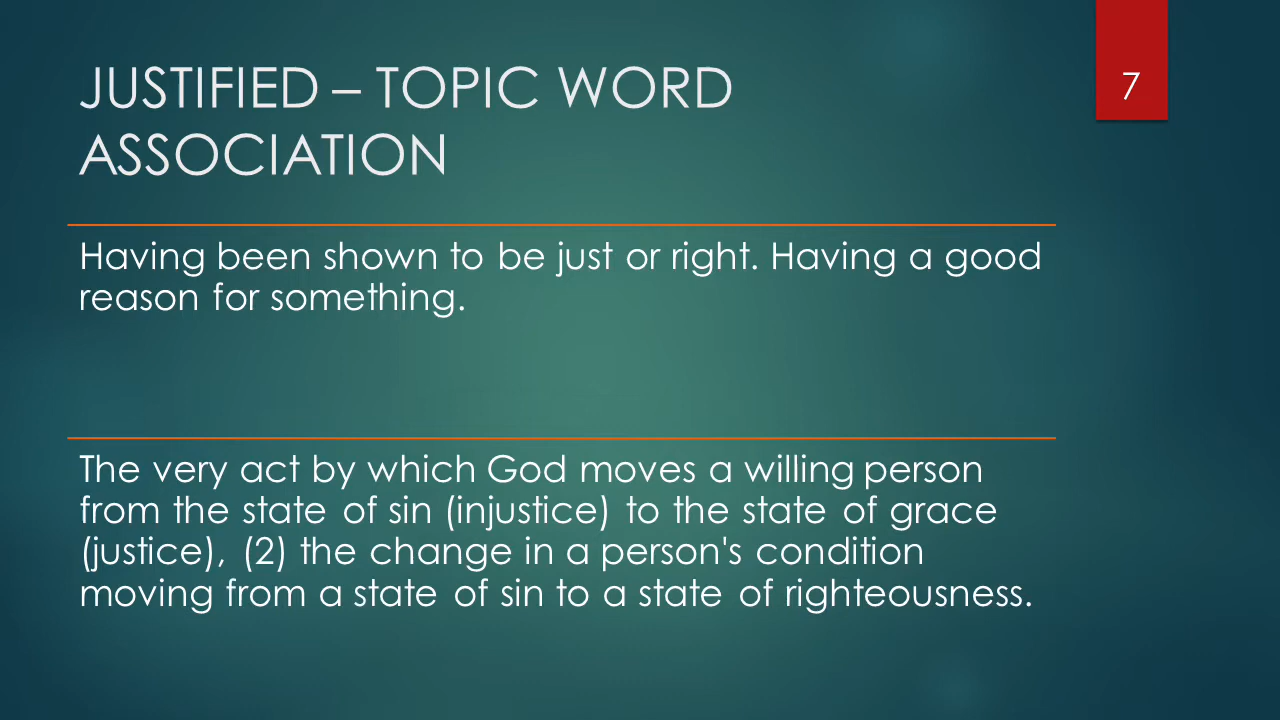 JUSTIFIED – TOPIC WORD
ASSOCIATION
7
Having been shown to be just or right. Having a good
reason for something.
The very act by which God moves a willing person
from the state of sin (injustice) to the state of grace
(justice), (2) the change in a person's condition
moving from a state of sin to a state of righteousness.